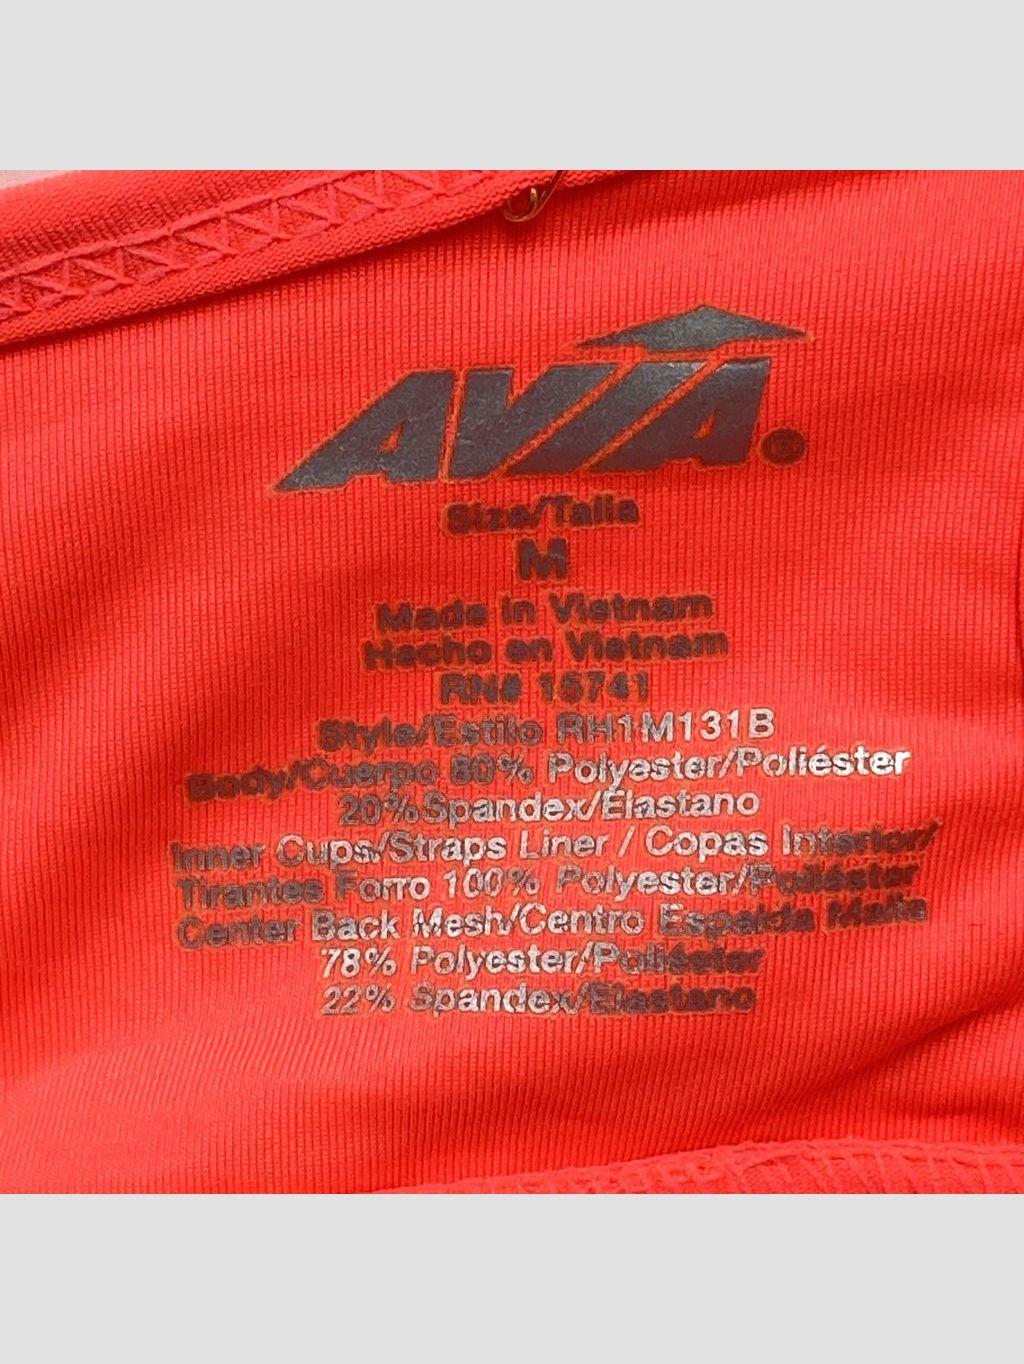 AVIA®
Size/Talla
M
Made in Vietnam
Hecho en Vietnam
RN# 15741
Style/Estilo RH1M131B
Body/Cuerpo 80% Polyester/Poliéster
20%Spandex/Elastano
Inner Cups/Straps Liner / Copas Interior/
Tirantes Forro 100% Polyester/Poliéster
Center Back Mesh/Centro Espalda Malla
78% Polyester/Poliéster
22% Spandex/Elastano